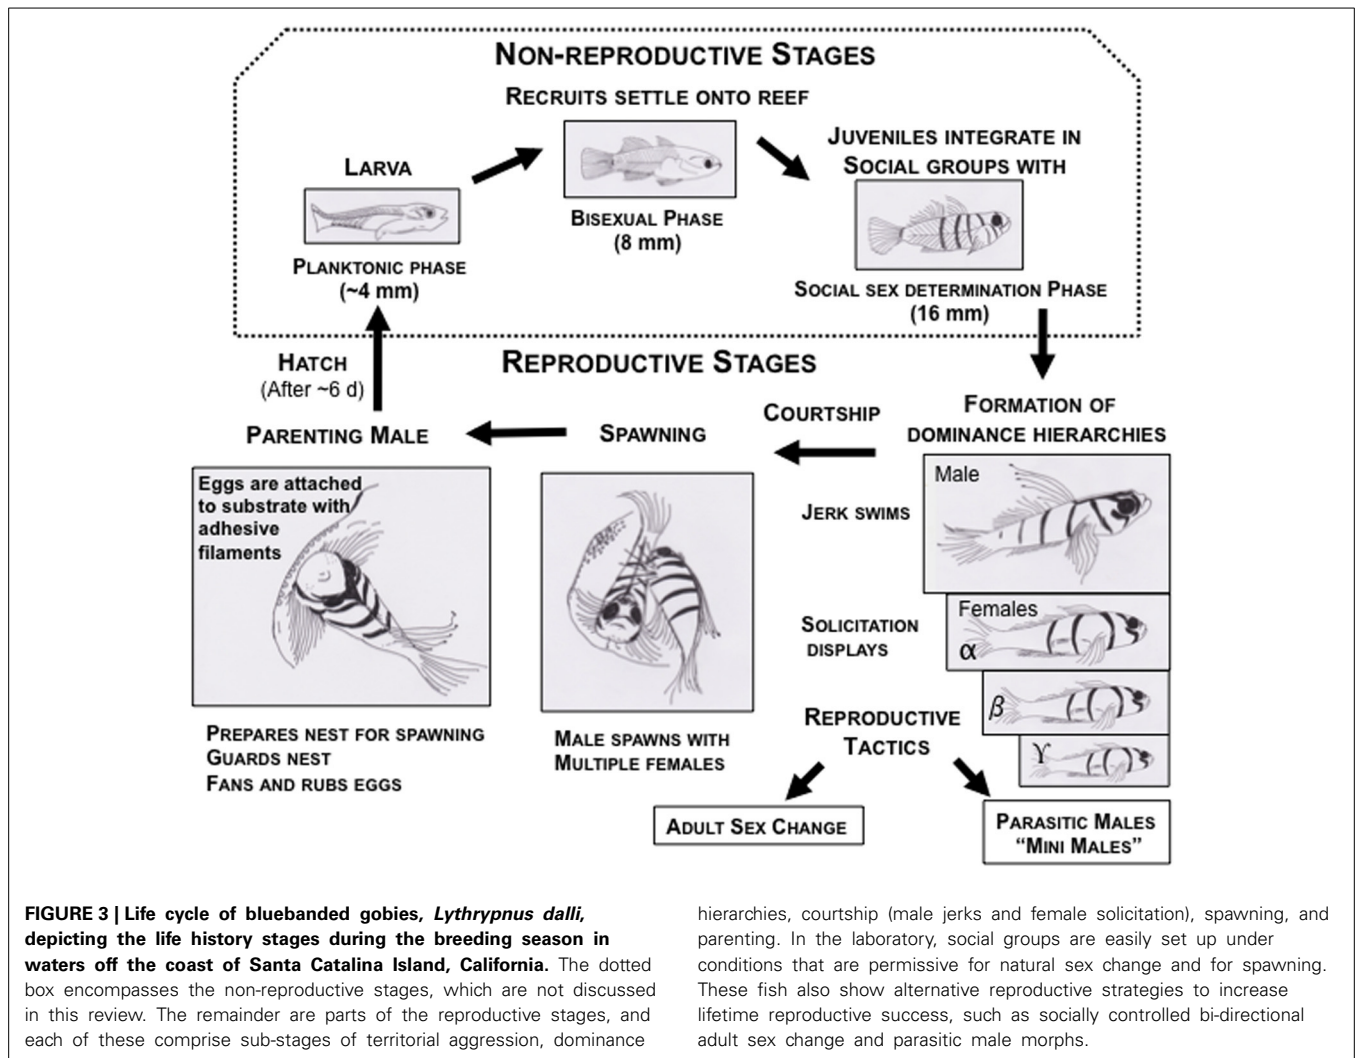 NON-REPRODUCTIVE STAGES
RECRUITS SETTLE ONTO REEF
LARVA
PLANKTONIC PHASE
(~4 mm)
BISEXUAL PHASE
(8 mm)
JUVENILES INTEGRATE IN
SOCIAL GROUPS WITH
SOCIAL SEX DETERMINATION PHASE
(16 mm)
HATCH
(After ~6 d)
REPRODUCTIVE STAGES
FORMATION OF
DOMINANCE HIERARCHIES
COURTSHIP
SPAWNING
PARENTING MALE
Male
Females
α
β
γ
JERK SWIMS
SOLICITATION
DISPLAYS
Eggs are attached
to substrate with
adhesive
filaments
PREPARES NEST FOR SPAWNING
GUARDS NEST
FANS AND RUBS EGGS
MALE SPAWNS WITH
MULTIPLE FEMALES
REPRODUCTIVE
TACTICS
ADULT SEX CHANGE
PARASITIC MALES
“MINI MALES”
FIGURE 3 | Life cycle of bluebanded gobies, Lythrypnus dalli,
depicting the life history stages during the breeding season in
waters off the coast of Santa Catalina Island, California. The dotted
box encompasses the non-reproductive stages, which are not discussed
in this review. The remainder are parts of the reproductive stages, and
each of these comprise sub-stages of territorial aggression, dominance
hierarchies, courtship (male jerks and female solicitation), spawning, and
parenting. In the laboratory, social groups are easily set up under
conditions that are permissive for natural sex change and for spawning.
These fish also show alternative reproductive strategies to increase
lifetime reproductive success, such as socially controlled bi-directional
adult sex change and parasitic male morphs.